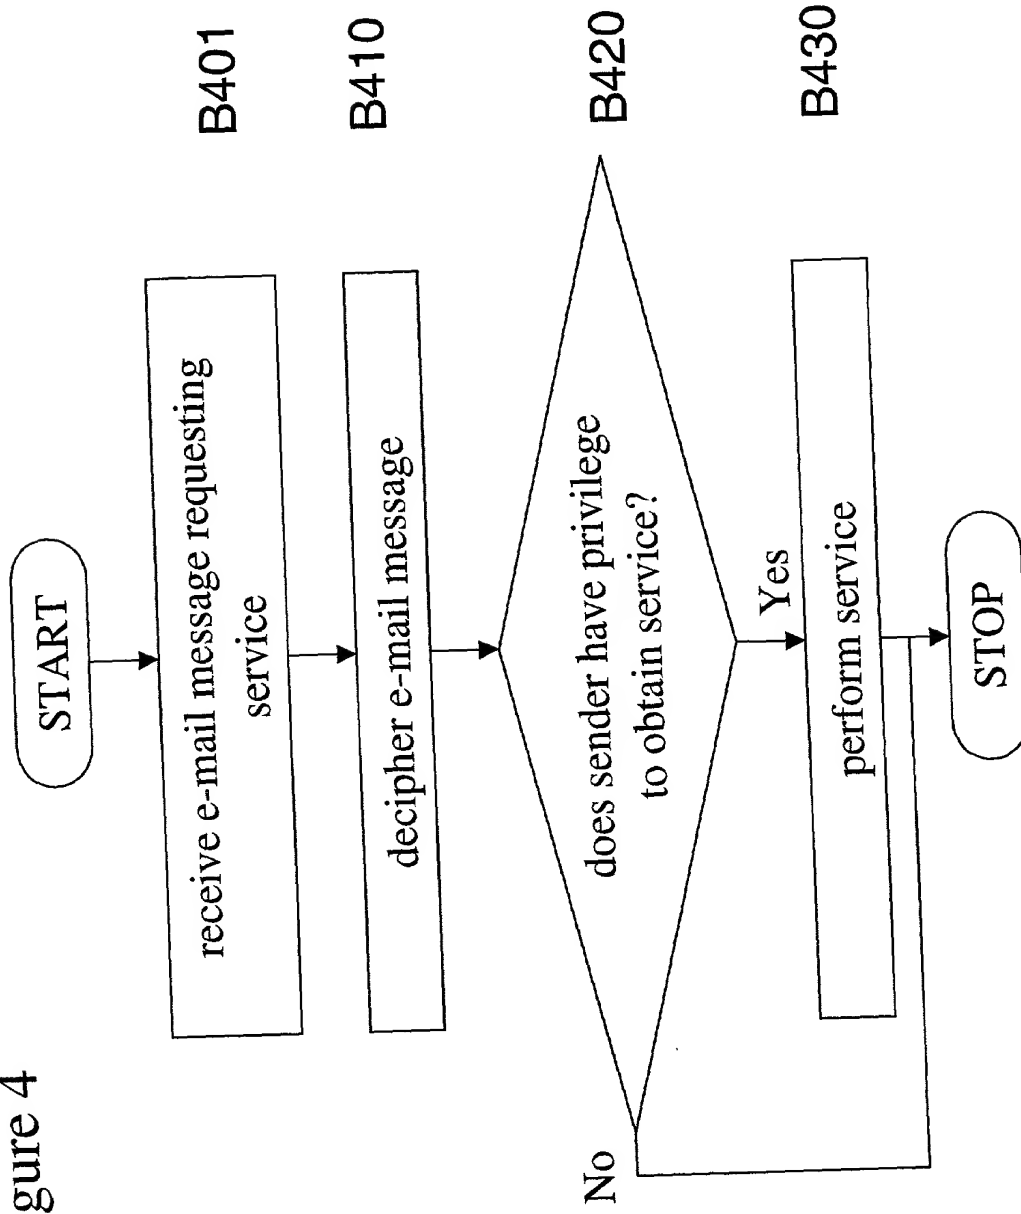 gure 4
START
receive e-mail message requesting
service
B401
decipher e-mail message
B410
does sender have privilege
to obtain service?
B420
No
Yes
perform service
B430
STOP